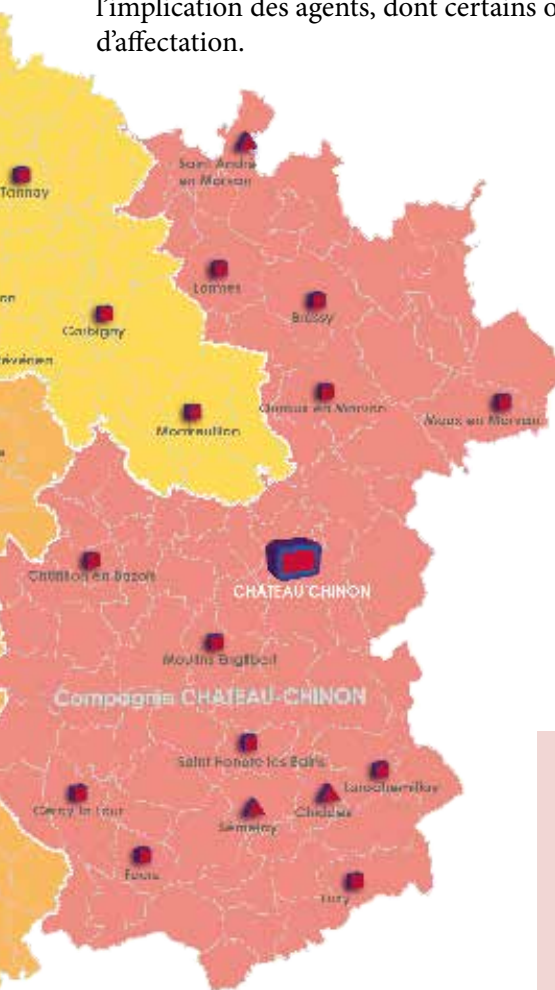 l'implication des agents, dont certains o
d'affectation.
Saint André
en Morvan
Tannay
Lormes
Brassy
Corbigny
Ouroux en Morvan
Moux en Morvan
Montreuillon
Châtillon en Bazois
CHÂTEAU CHINON
Moulins Engilbert
Compagnie CHATEAU-CHINON
Saint Honoré les Bains
Larochemillay
Cercy la Tour
Chiddes
Sémelay
Fours
Luzy